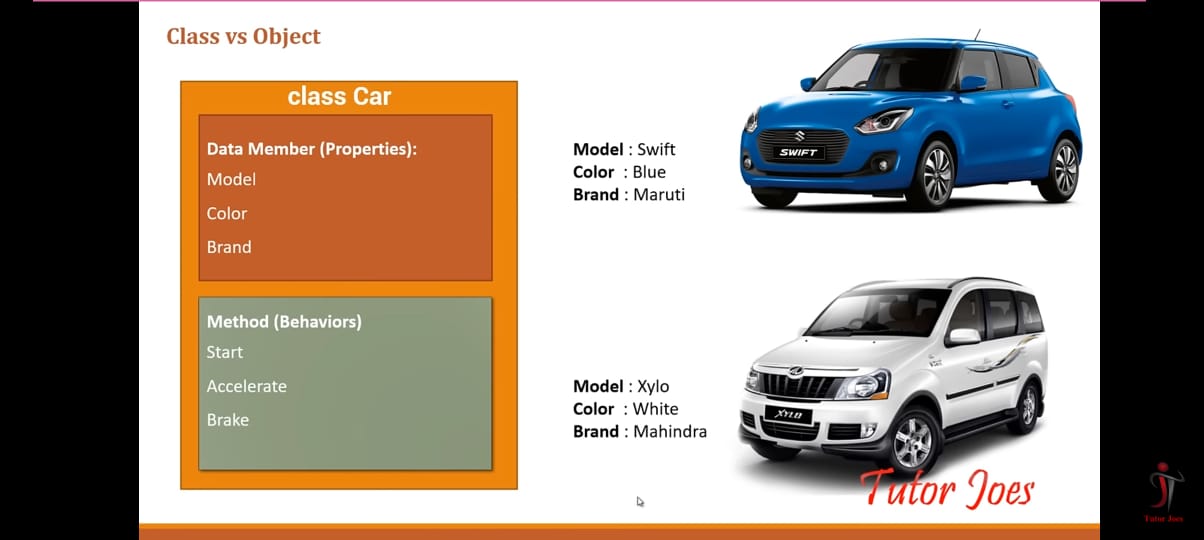 Class vs Object
class Car
Data Member (Properties):
Model
Color
Brand
Method (Behaviors)
Start
Accelerate
Brake
Model : Swift
Color : Blue
Brand : Maruti
SWIFT
Model : Xylo
Color : White
Brand : Mahindra
XYLO
Tutor Joes
Tutor Joes